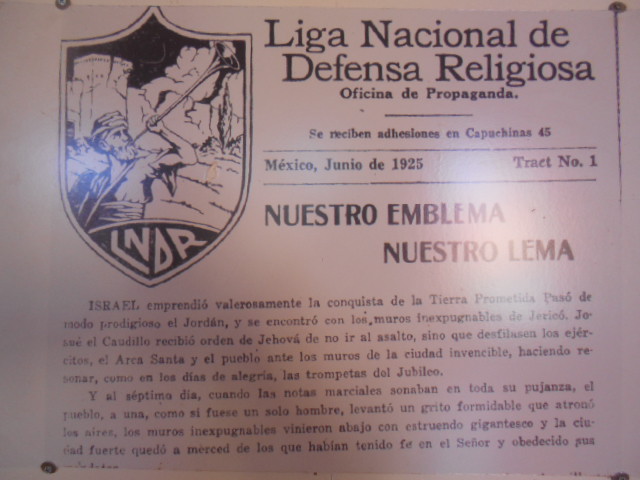 Liga Nacional de
Defensa Religiosa
Oficina de Propaganda.
Se reciben adhesiones en Capuchinas 45
México, Junio de 1925 Tract No. 1
LNDR
NUESTRO EMBLEMA
NUESTRO LEMA
ISRAEL emprendió valerosamente la conquista de la Tierra Prometida Pasó de
modo prodigioso el Jordán, y se encontró con los muros inexpugnables de Jericó. Jo-
sué el Caudillo recibió orden de Jehová de no ir al asalto, sino que desfilasen los ejér-
citos, el Arca Santa y el pueblo ante los muros de la ciudad invencible, haciendo re-
sonar, como en los días de alegría, las trompetas del Jubileo.
Y al séptimo día, cuando las notas marciales sonaban en toda su pujanza, el
pueblo, a una, como si fuese un solo hombre, levantó un grito formidable que atronó
los aires, los muros inexpugnables vinieron abajo con estruendo gigantesco y la ciu-
dad fuerte quedó a merced de los que habían tenido fe en el Señor y obedecido sus